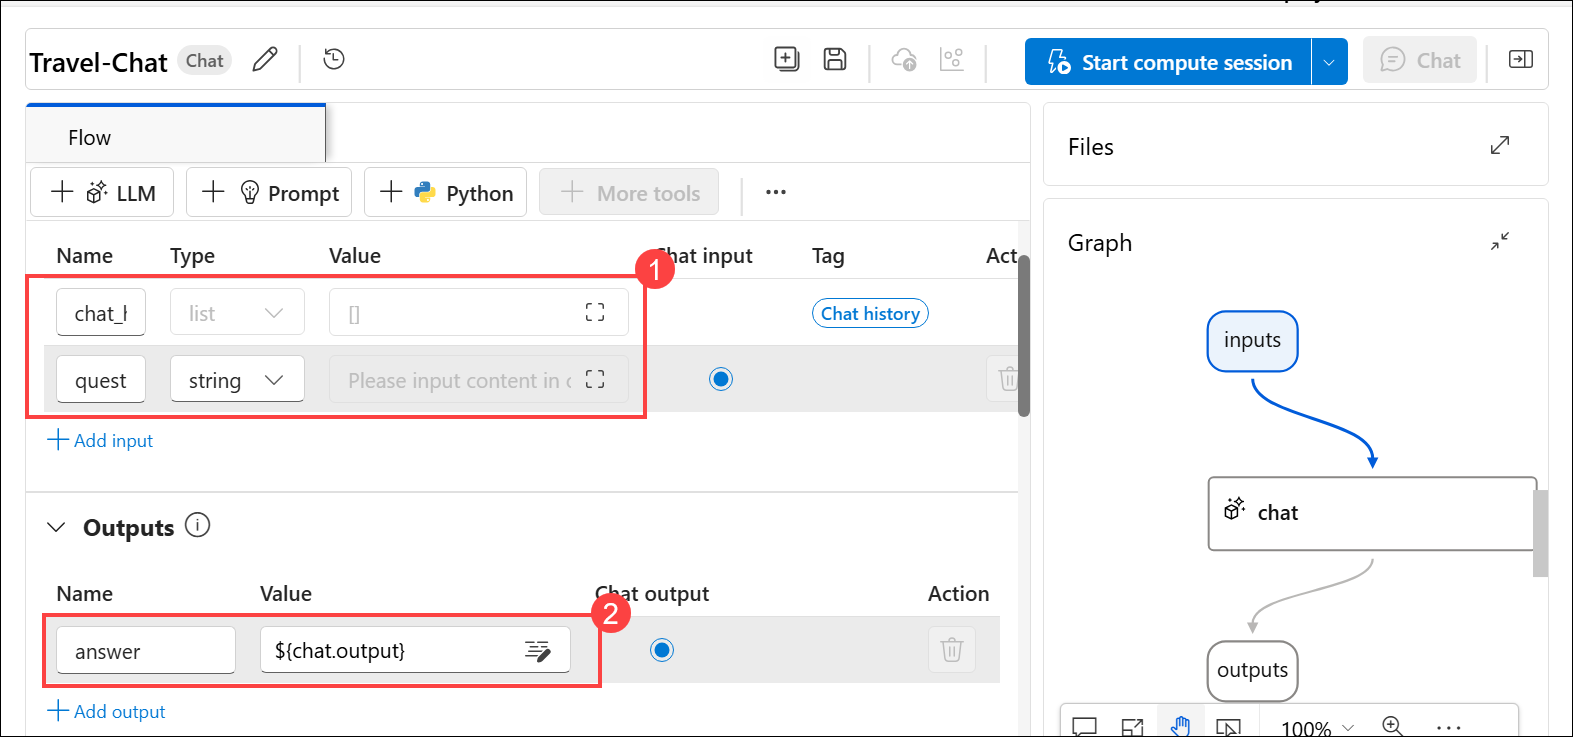 Travel-Chat Chat Start compute session Chat
Flow
Files
LLM Prompt Python More tools ...
Graph
Name Type Value Chat input Tag Act
1
chat_h list [] Chat history
quest string Please input content in c
Add input
inputs
chat
Outputs
Name Value Chat output Action
2
answer ${chat.output}
outputs
Add output
100% ...